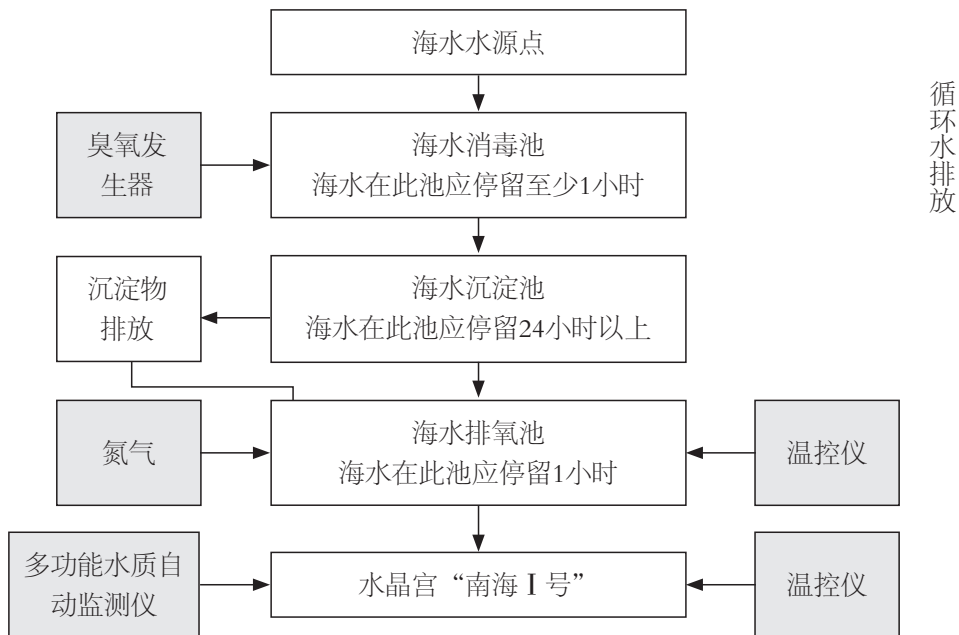 海水水源点
臭氧发
生器
海水消毒池
海水在此池应停留至少1小时
循环水排放
沉淀物
排放
海水沉淀池
海水在此池应停留24小时以上
氮气
海水排氧池
海水在此池应停留1小时
温控仪
多功能水质自
动监测仪
水晶宫“南海Ⅰ号”
温控仪